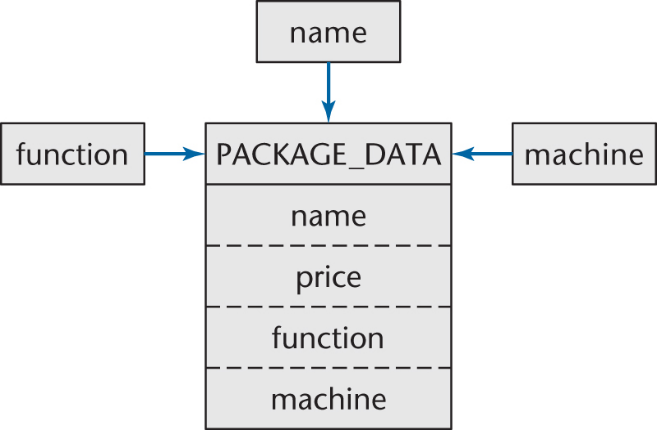 name
function
PACKAGE_DATA
machine
name
price
function
machine